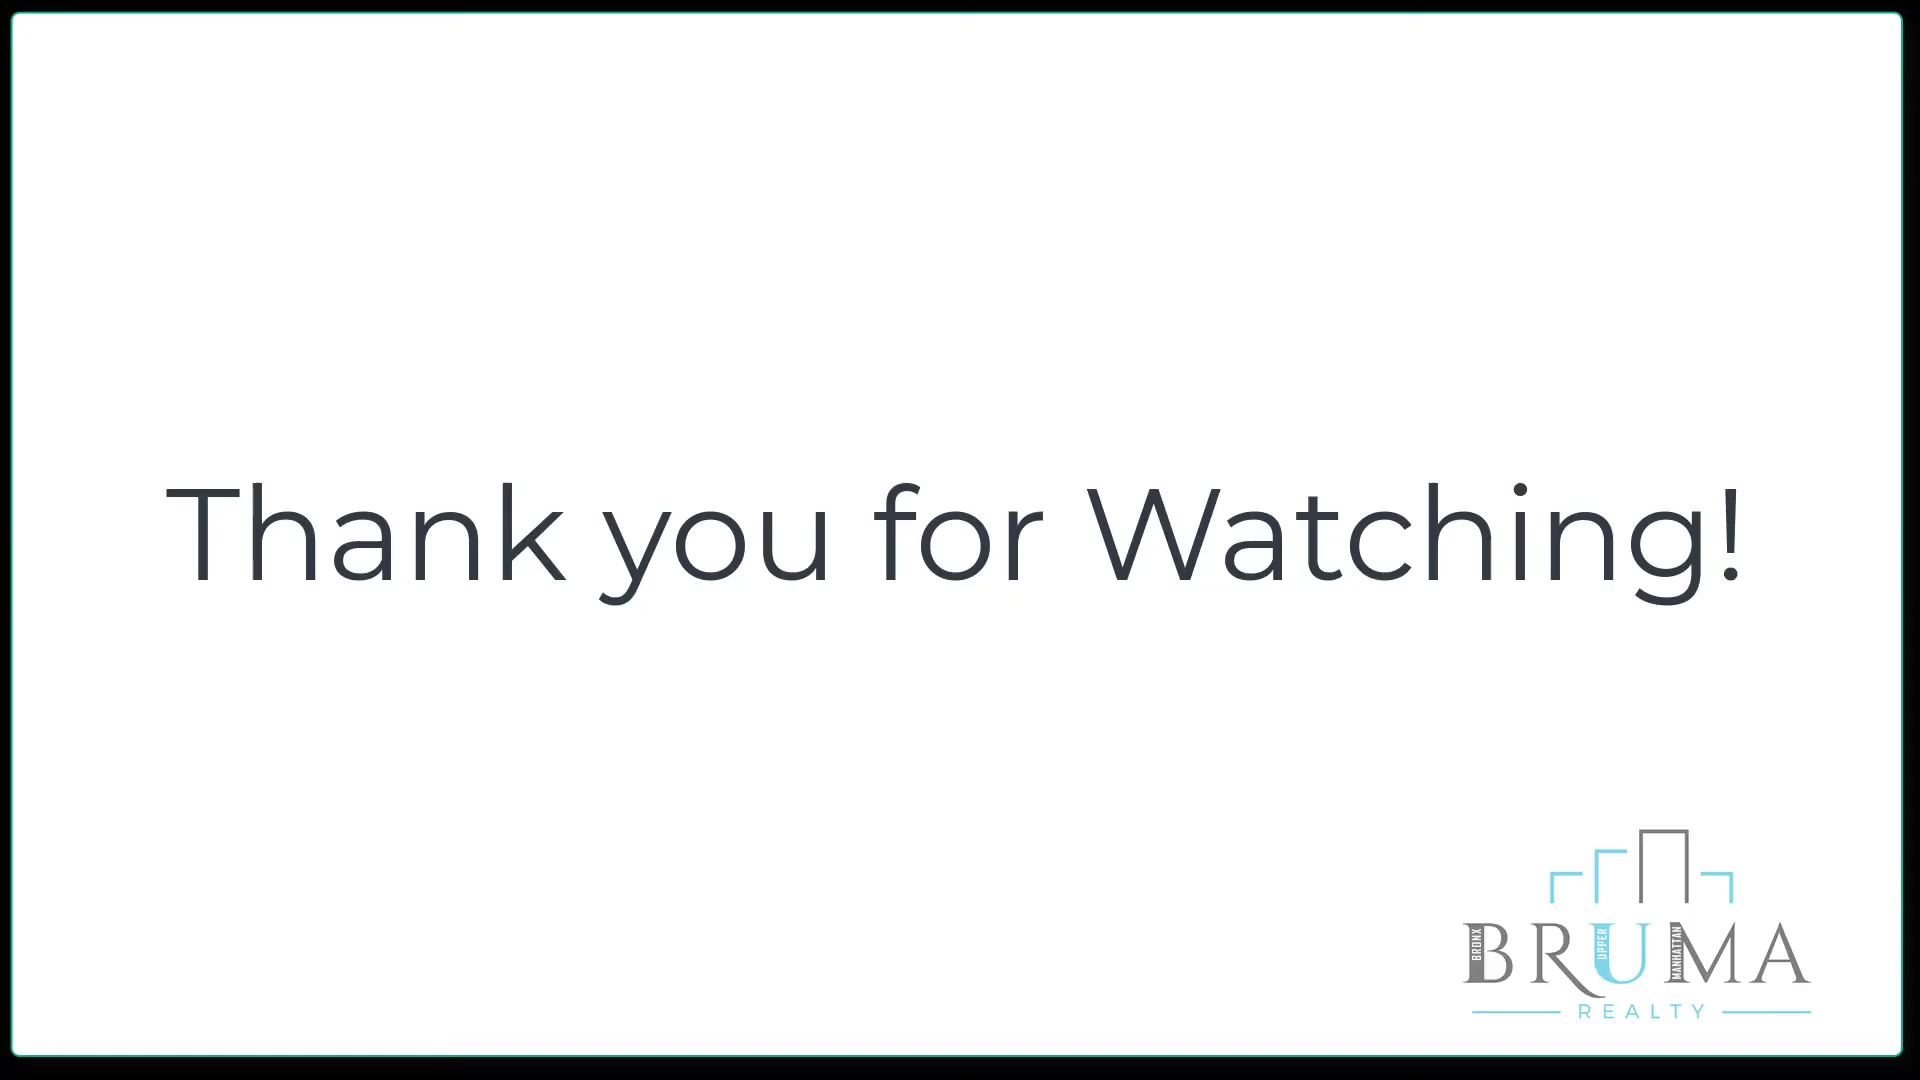 Thank you for Watching!
BRUMA
BRONX
UPPER
MANHATTAN
REALTY